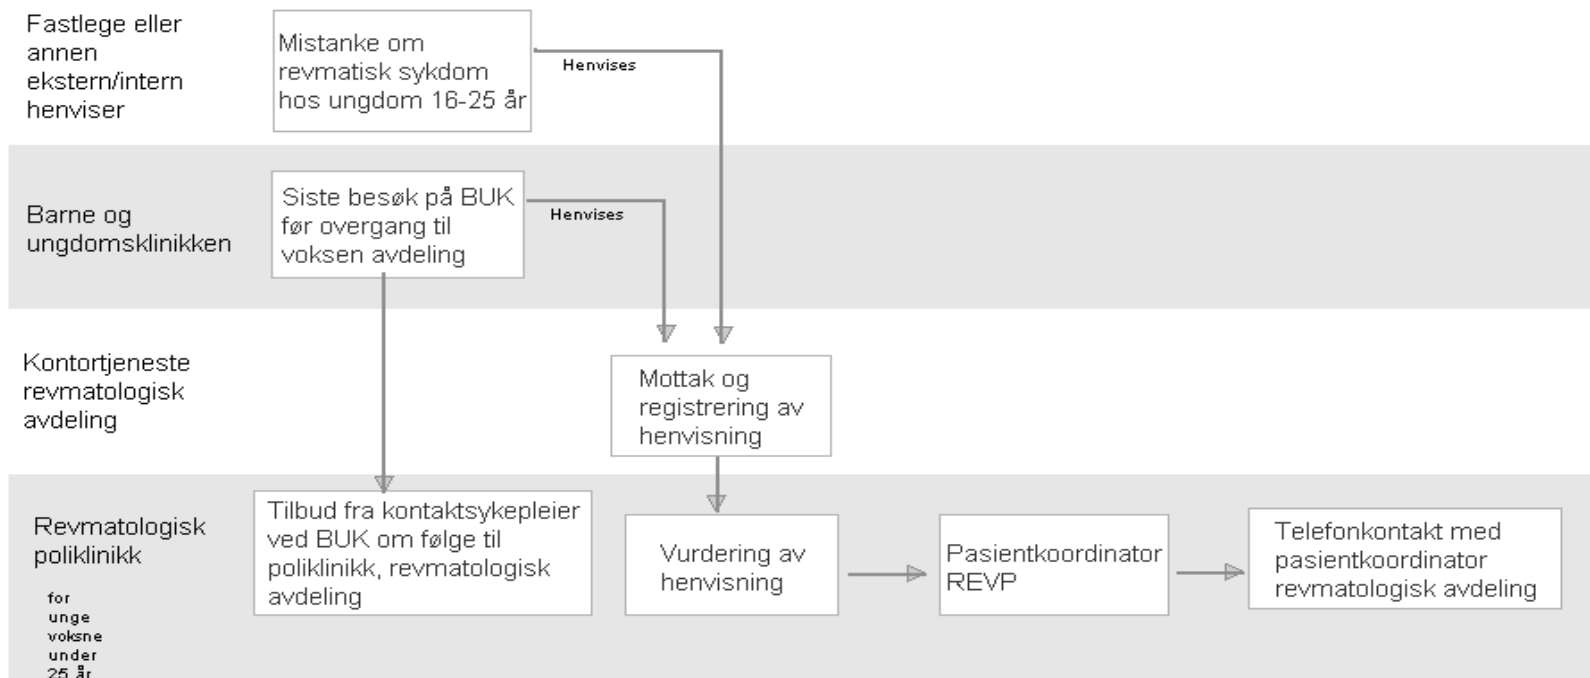 Fastlege eller
annen
ekstern/intern
henviser
Mistanke om
revmatisk sykdom
hos ungdom 16-25 år
Henvises
Barne og
ungdomsklinikken
Siste besøk på BUK
før overgang til
voksen avdeling
Henvises
Kontortjeneste
revmatologisk
avdeling
Mottak og
registrering av
henvisning
Revmatologisk
poliklinikk
for
unge
voksne
under
25 år
Tilbud fra kontaktsykepleier
ved BUK om følge til
poliklinikk, revmatologisk
avdeling
Vurdering av
henvisning
Pasientkoordinator
REVP
Telefonkontakt med
pasientkoordinator
revmatologisk avdeling